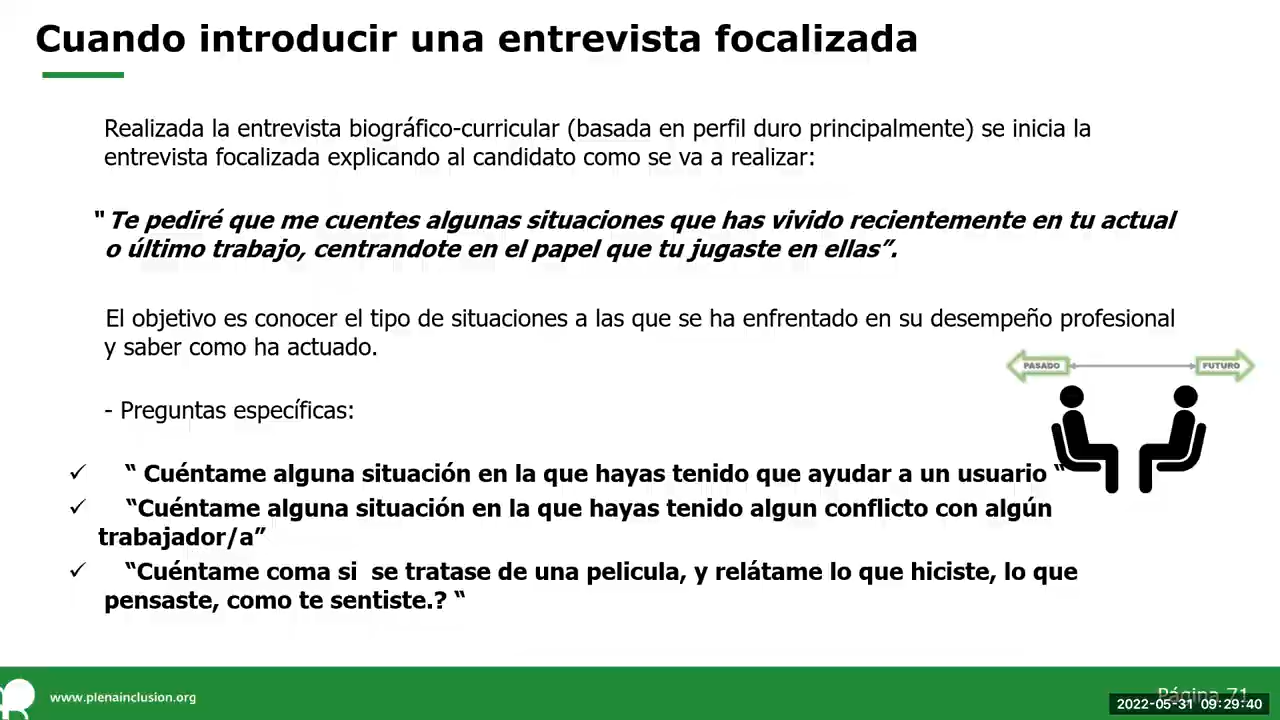 Cuando introducir una entrevista focalizada
Realizada la entrevista biográfico-curricular (basada en perfil duro principalmente) se inicia la
entrevista focalizada explicando al candidato como se va a realizar:
" Te pediré que me cuentes algunas situaciones que has vivido recientemente en tu actual
o último trabajo, centrandote en el papel que tu jugaste en ellas”.
El objetivo es conocer el tipo de situaciones a las que se ha enfrentado en su desempeño profesional
y saber como ha actuado.
PASADO
FUTURO
- Preguntas específicas:
✓ “ Cuéntame alguna situación en la que hayas tenido que ayudar a un usuario “
✓ “Cuéntame alguna situación en la que hayas tenido algun conflicto con algún
trabajador/a”
✓ “Cuéntame coma si se tratase de una pelicula, y relátame lo que hiciste, lo que
pensaste, como te sentiste.? “
www.plenainclusion.org
Página 71
2022-05-31 09:29:40